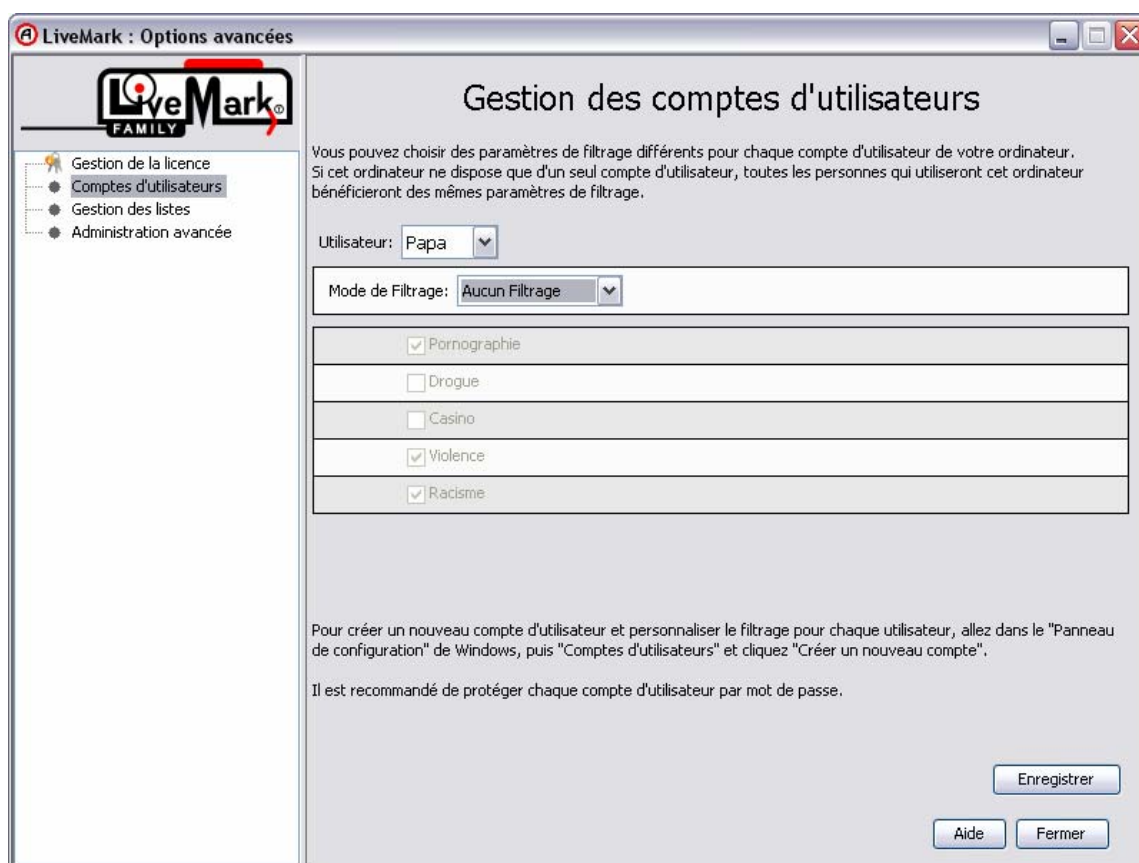 LiveMark : Options avancées
LiveMark
FAMILY
Gestion de la licence
Comptes d'utilisateurs
Gestion des listes
Administration avancée
Gestion des comptes d'utilisateurs
Vous pouvez choisir des paramètres de filtrage différents pour chaque compte d'utilisateur de votre ordinateur.
Si cet ordinateur ne dispose que d'un seul compte d'utilisateur, toutes les personnes qui utiliseront cet ordinateur
bénéficieront des mêmes paramètres de filtrage.
Utilisateur: Papa
Mode de Filtrage: Aucun Filtrage
Pornographie
Drogue
Casino
Violence
Racisme
Pour créer un nouveau compte d'utilisateur et personnaliser le filtrage pour chaque utilisateur, allez dans le "Panneau
de configuration" de Windows, puis "Comptes d'utilisateurs" et cliquez "Créer un nouveau compte".
Il est recommandé de protéger chaque compte d'utilisateur par mot de passe.
Enregistrer
Aide Fermer